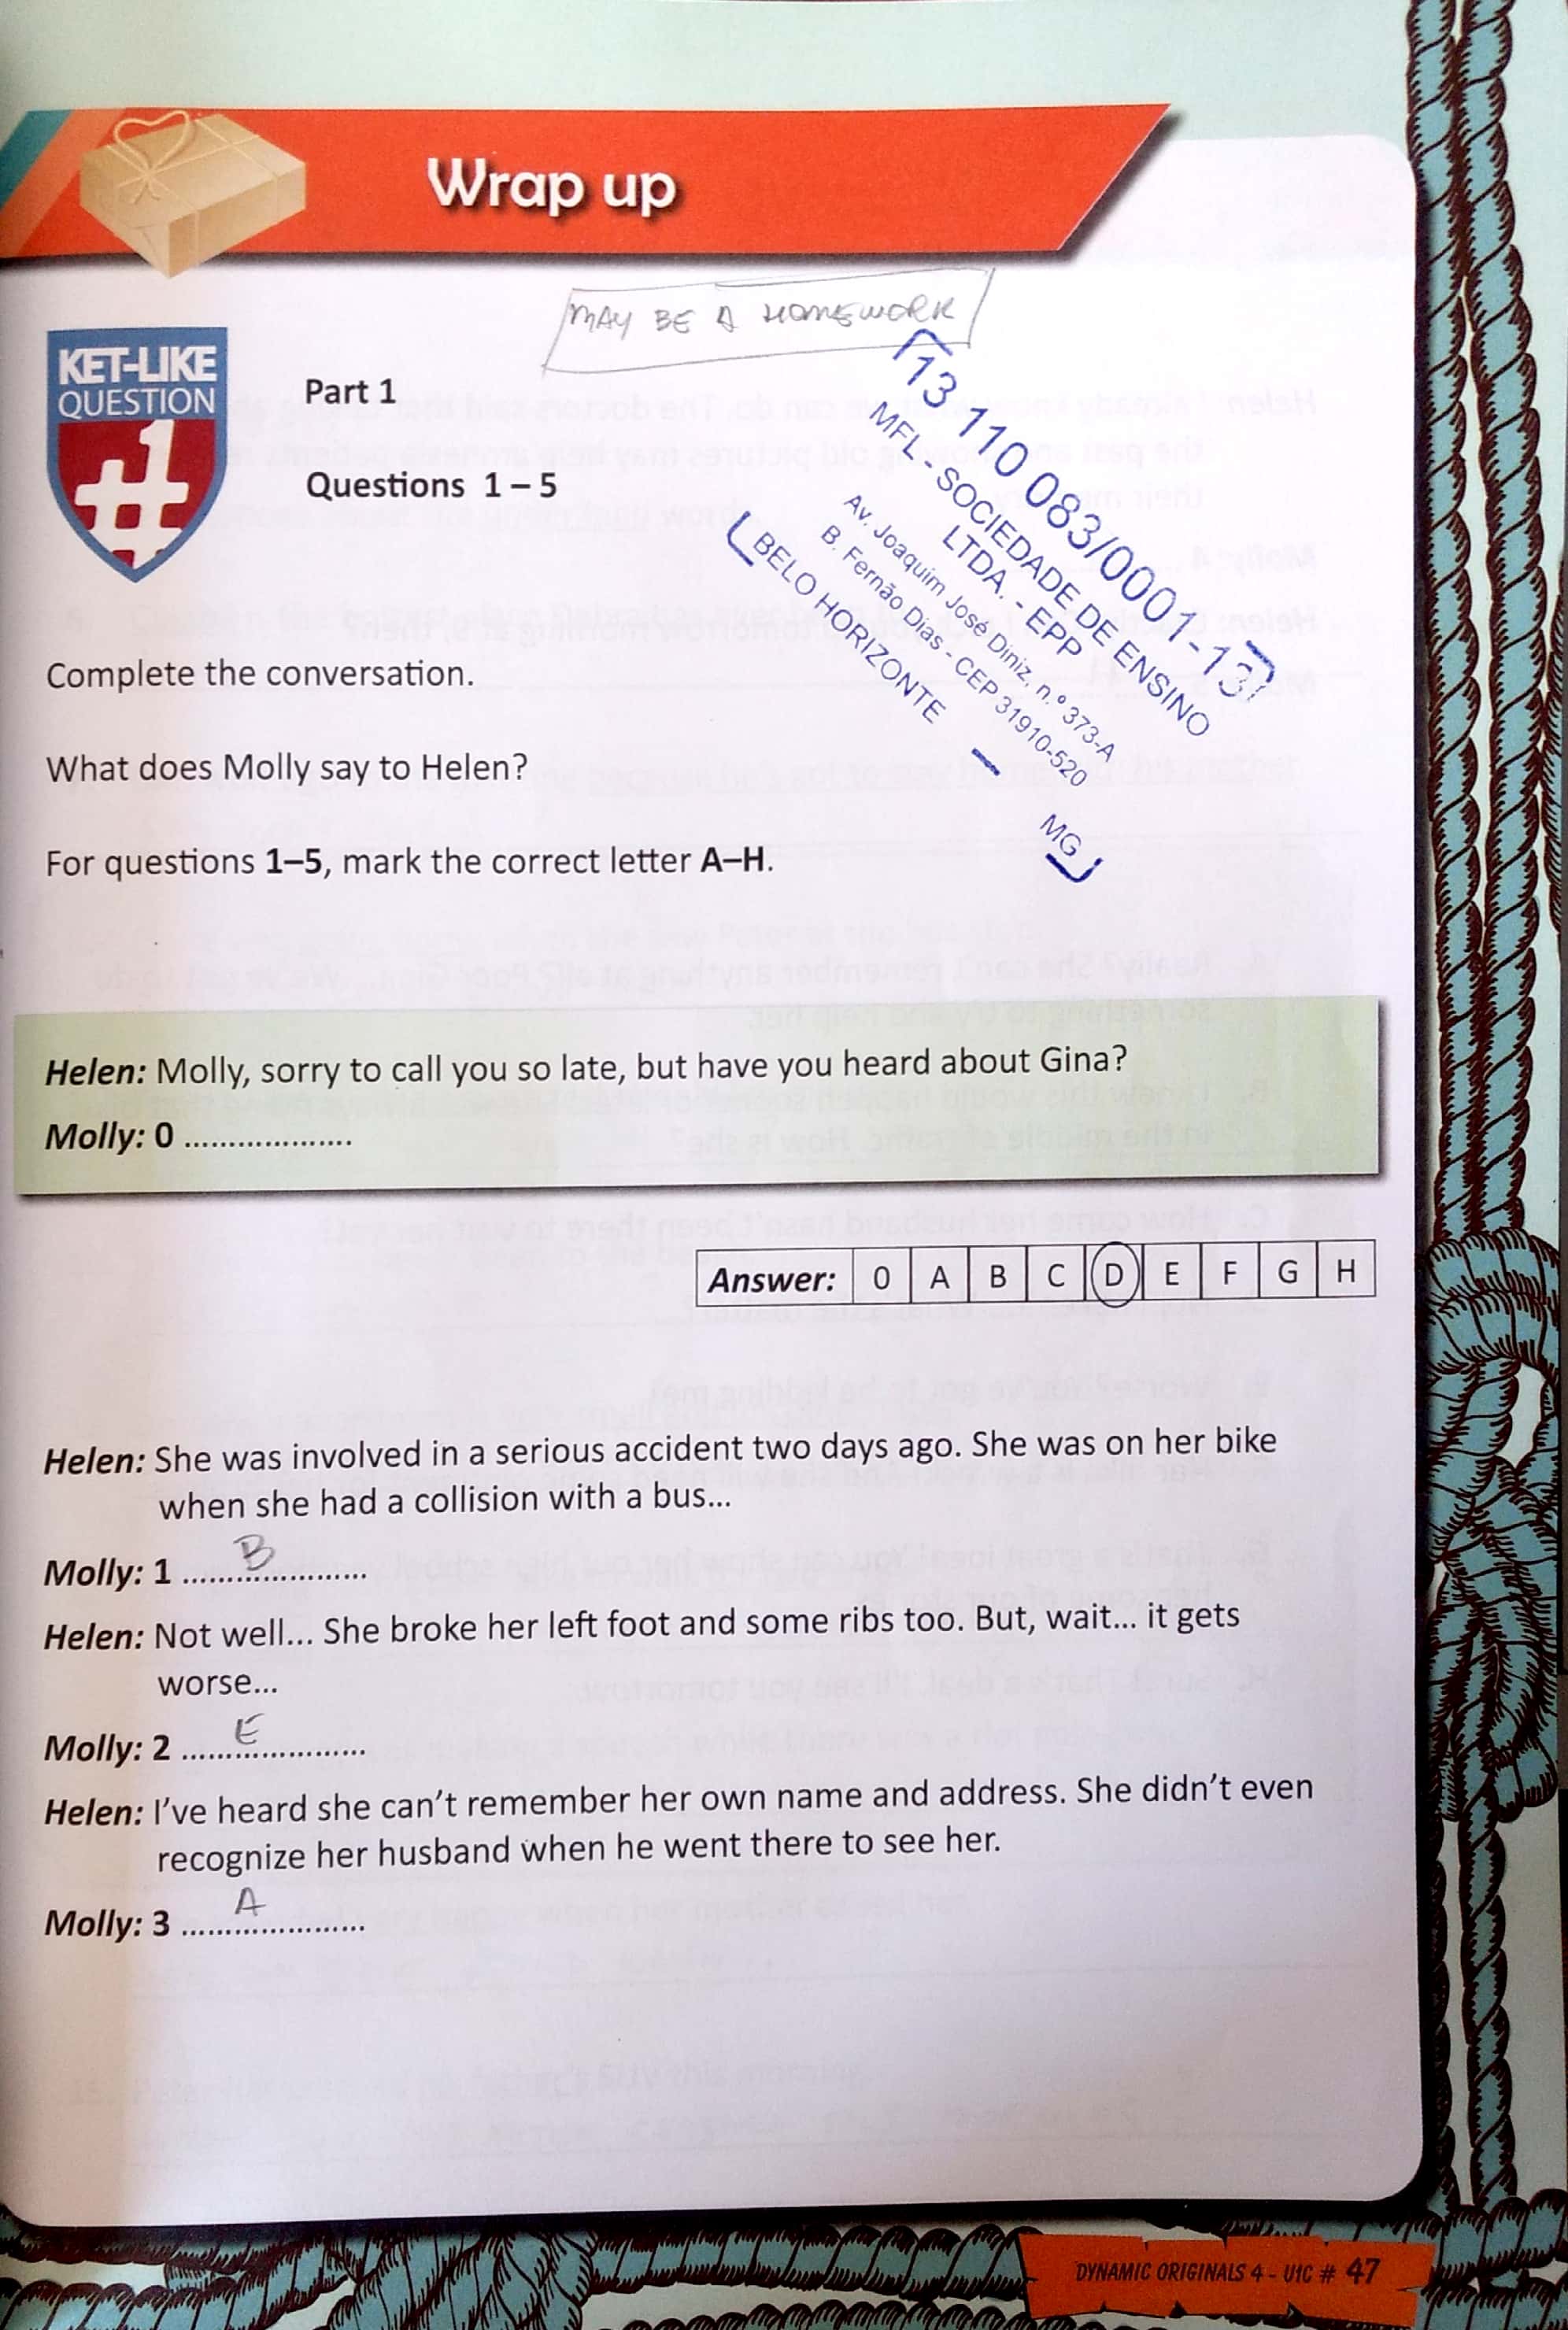 Wrap up
MAY BE A HOMEWORK
KET-LIKE
QUESTION
#1
Part 1
Questions 1 – 5
13 110 083/0001-13
MFL - SOCIEDADE DE ENSINO
LTDA. - EPP
Av. Joaquim José Diniz, n.º 373-A
B. Fernão Dias - CEP 31910-520
BELO HORIZONTE — MG
Complete the conversation.
What does Molly say to Helen?
For questions 1–5, mark the correct letter A–H.
Helen: Molly, sorry to call you so late, but have you heard about Gina?
Molly: 0 ...................
Answer: 0 A B C D E F G H
Helen: She was involved in a serious accident two days ago. She was on her bike
when she had a collision with a bus...
Molly: 1 ...... B ......
Helen: Not well... She broke her left foot and some ribs too. But, wait... it gets
worse...
Molly: 2 ...... E ......
Helen: I've heard she can't remember her own name and address. She didn't even
recognize her husband when he went there to see her.
Molly: 3 ...... A ......
DYNAMIC ORIGINALS 4 - U1C # 47